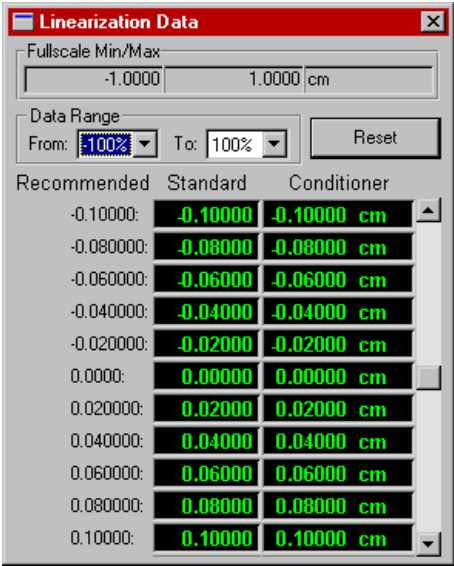 Linearization Data
Fullscale Min/Max
-1.0000 1.0000 cm
Data Range
From: -100% To: 100% Reset
Recommended Standard Conditioner
-0.10000: -0.10000 -0.10000 cm
-0.080000: -0.08000 -0.08000 cm
-0.060000: -0.06000 -0.06000 cm
-0.040000: -0.04000 -0.04000 cm
-0.020000: -0.02000 -0.02000 cm
0.0000: 0.00000 0.00000 cm
0.020000: 0.02000 0.02000 cm
0.040000: 0.04000 0.04000 cm
0.060000: 0.06000 0.06000 cm
0.080000: 0.08000 0.08000 cm
0.10000: 0.10000 0.10000 cm